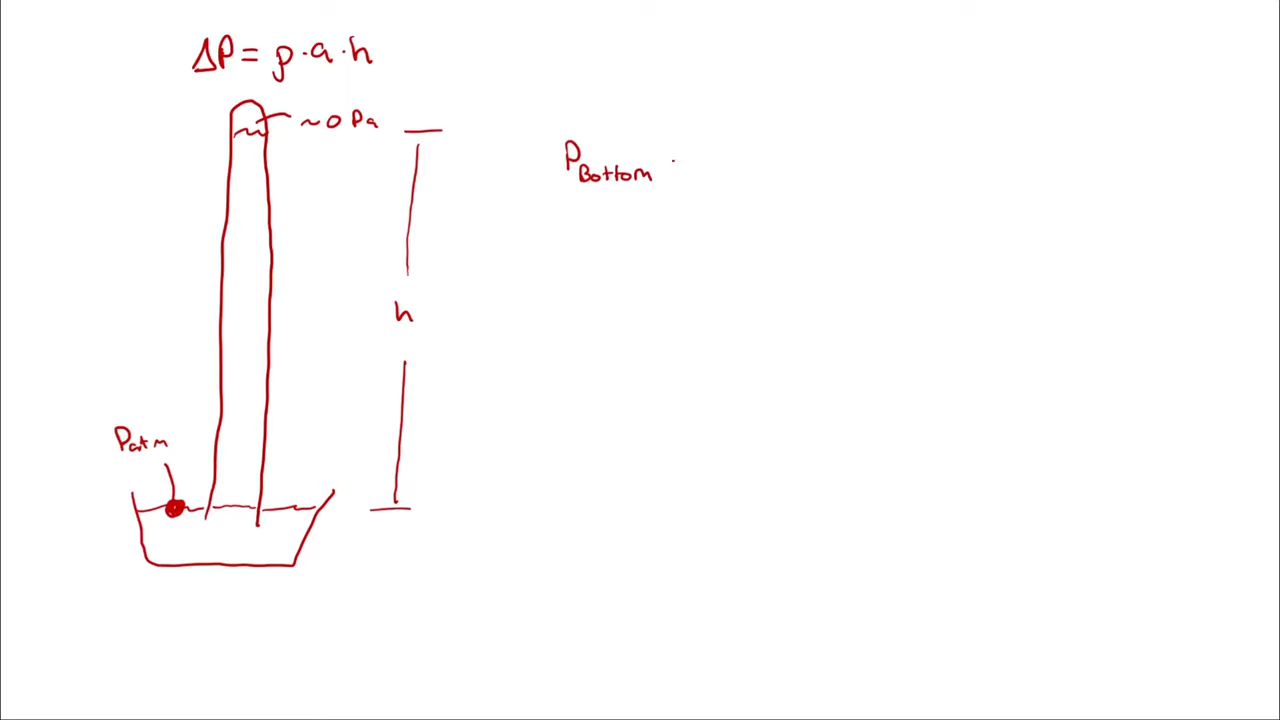 ΔP = ρ·a·h
~0 Pa
P_Bottom
h
P_atm